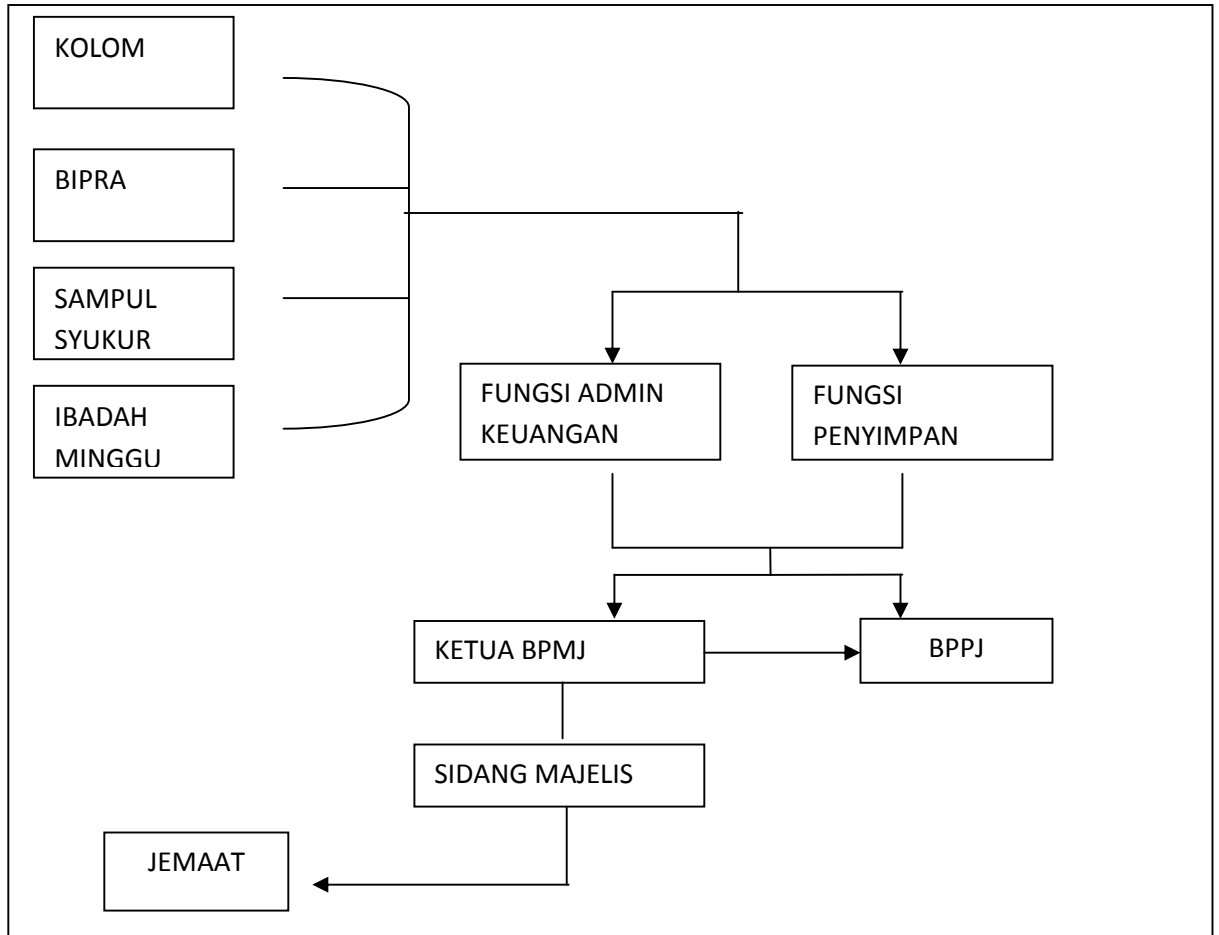 KOLOM
BIPRA
SAMPUL
SYUKUR
IBADAH
MINGGU
FUNGSI ADMIN
KEUANGAN
FUNGSI
PENYIMPAN
KETUA BPMJ
BPPJ
SIDANG MAJELIS
JEMAAT